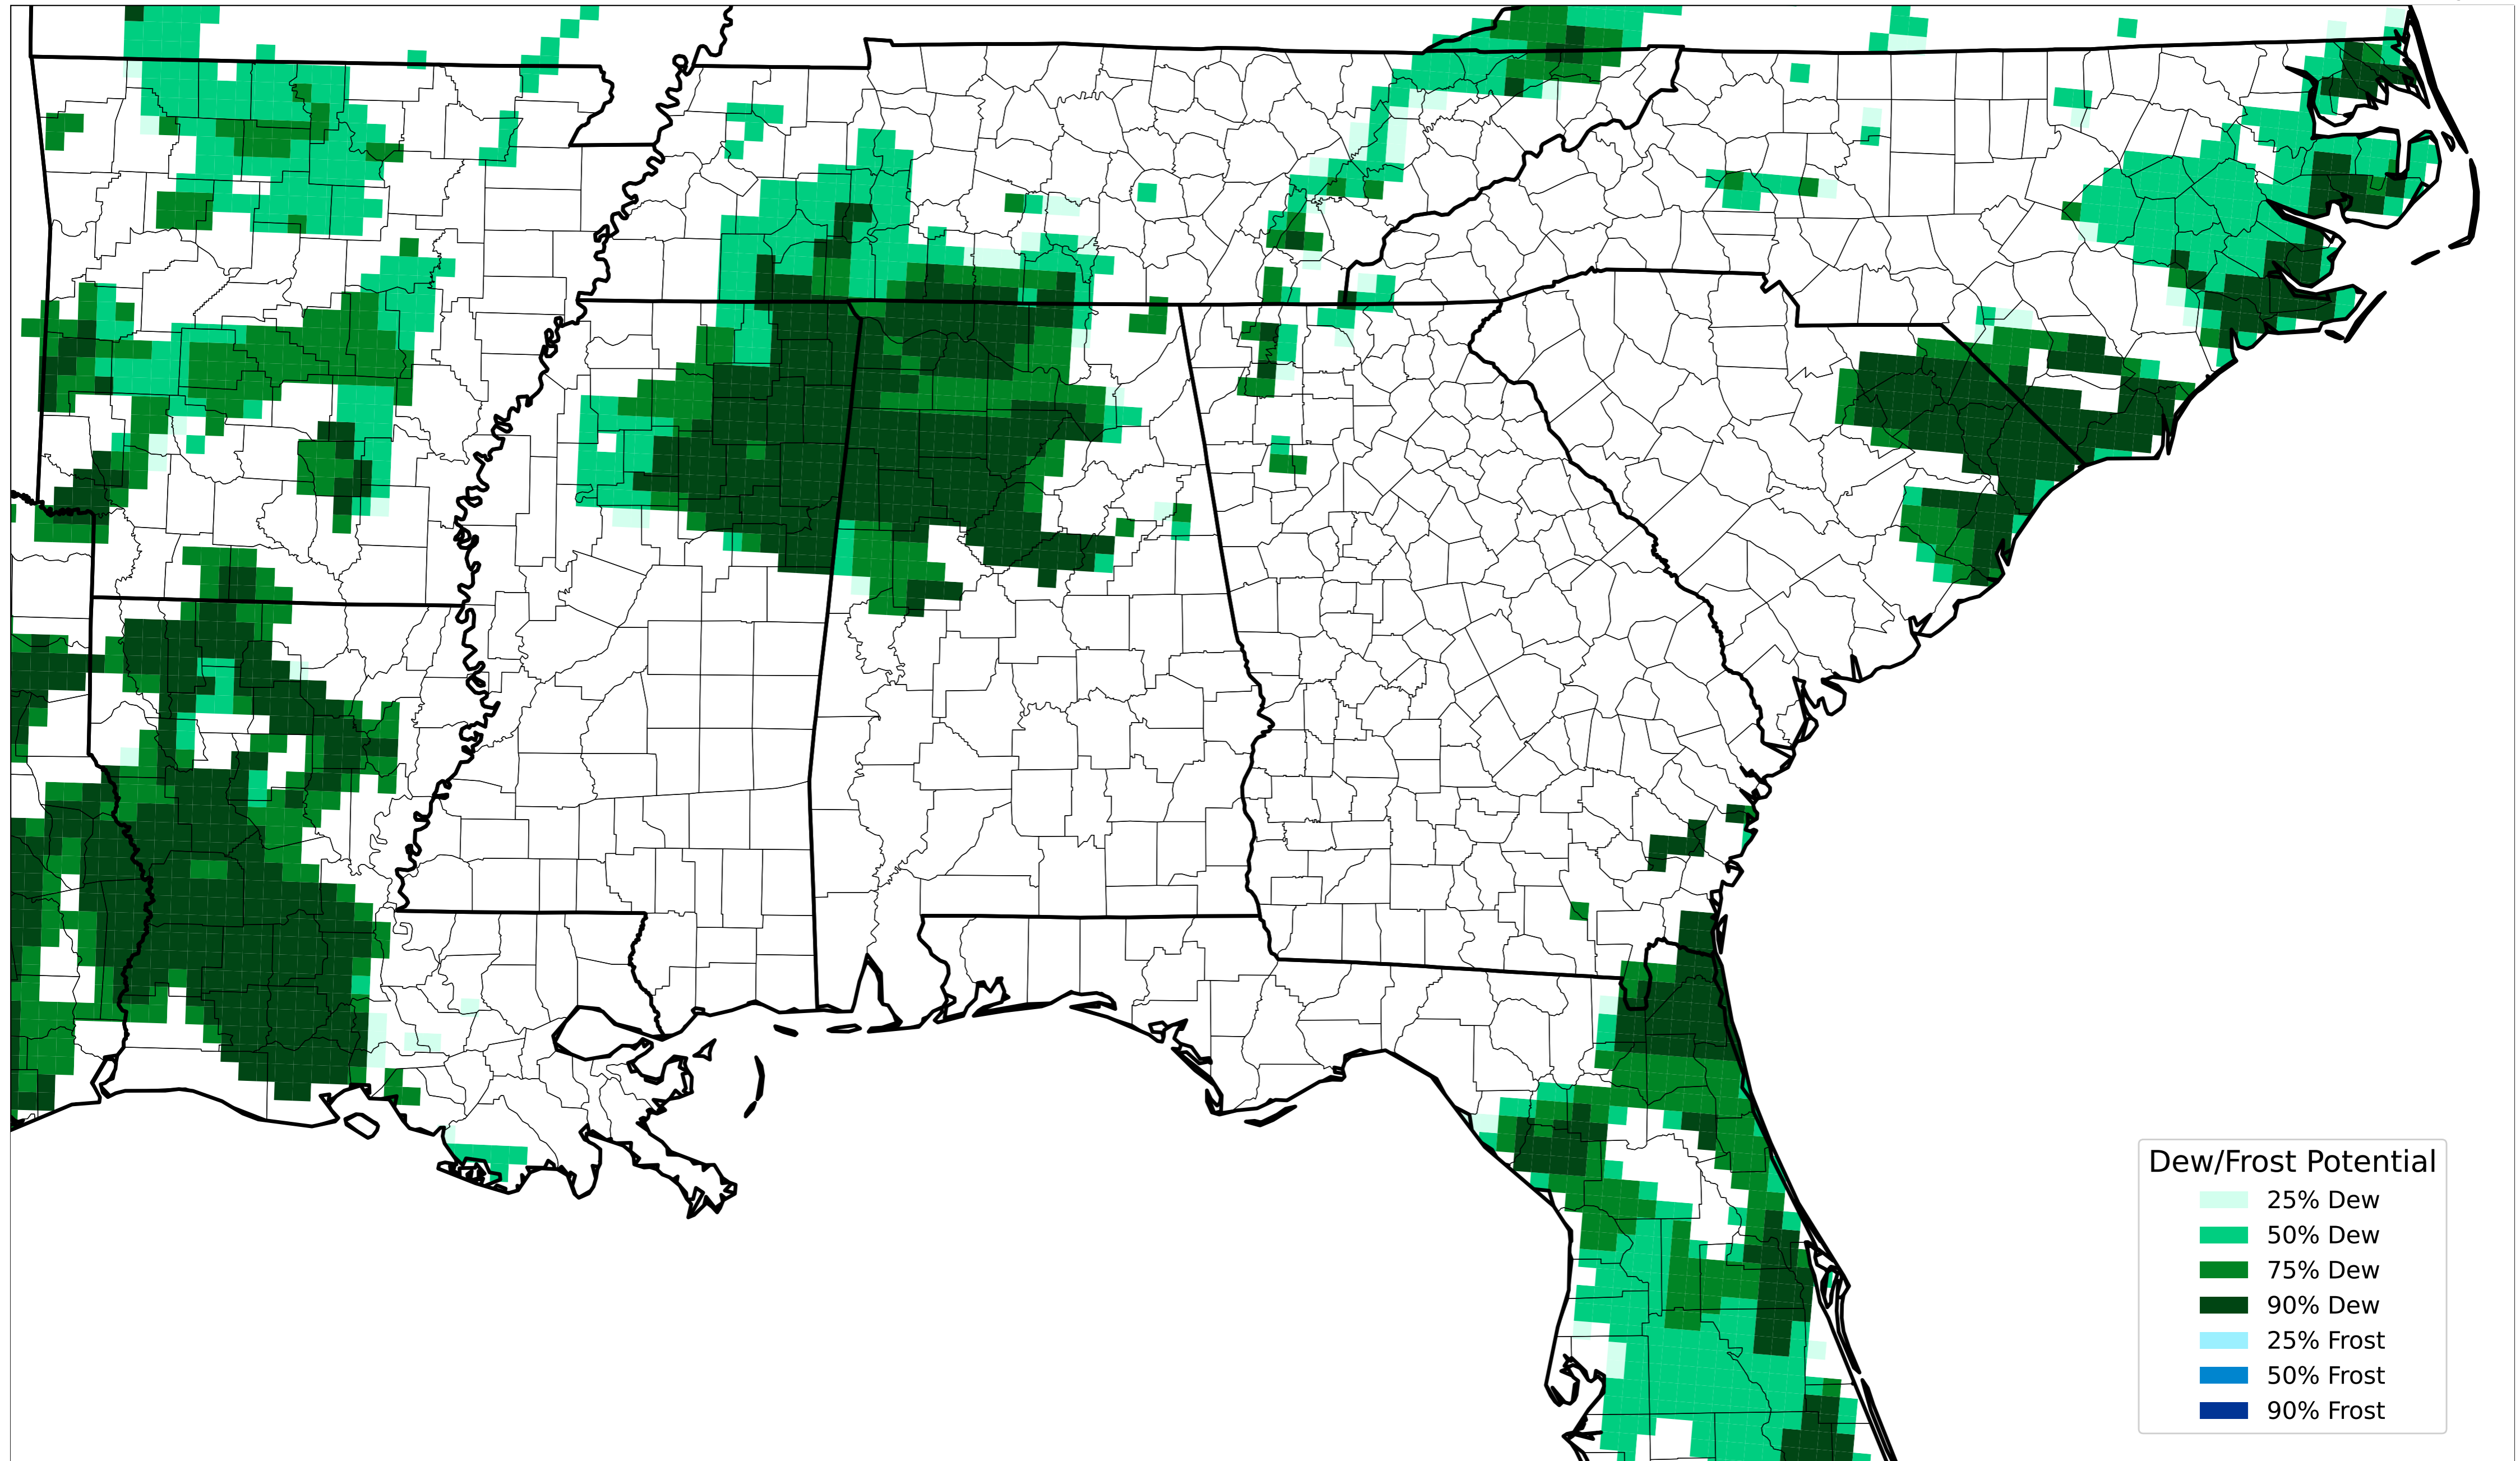 Dew/Frost Potential
25% Dew
50% Dew
75% Dew
90% Dew
25% Frost
50% Frost
90% Frost